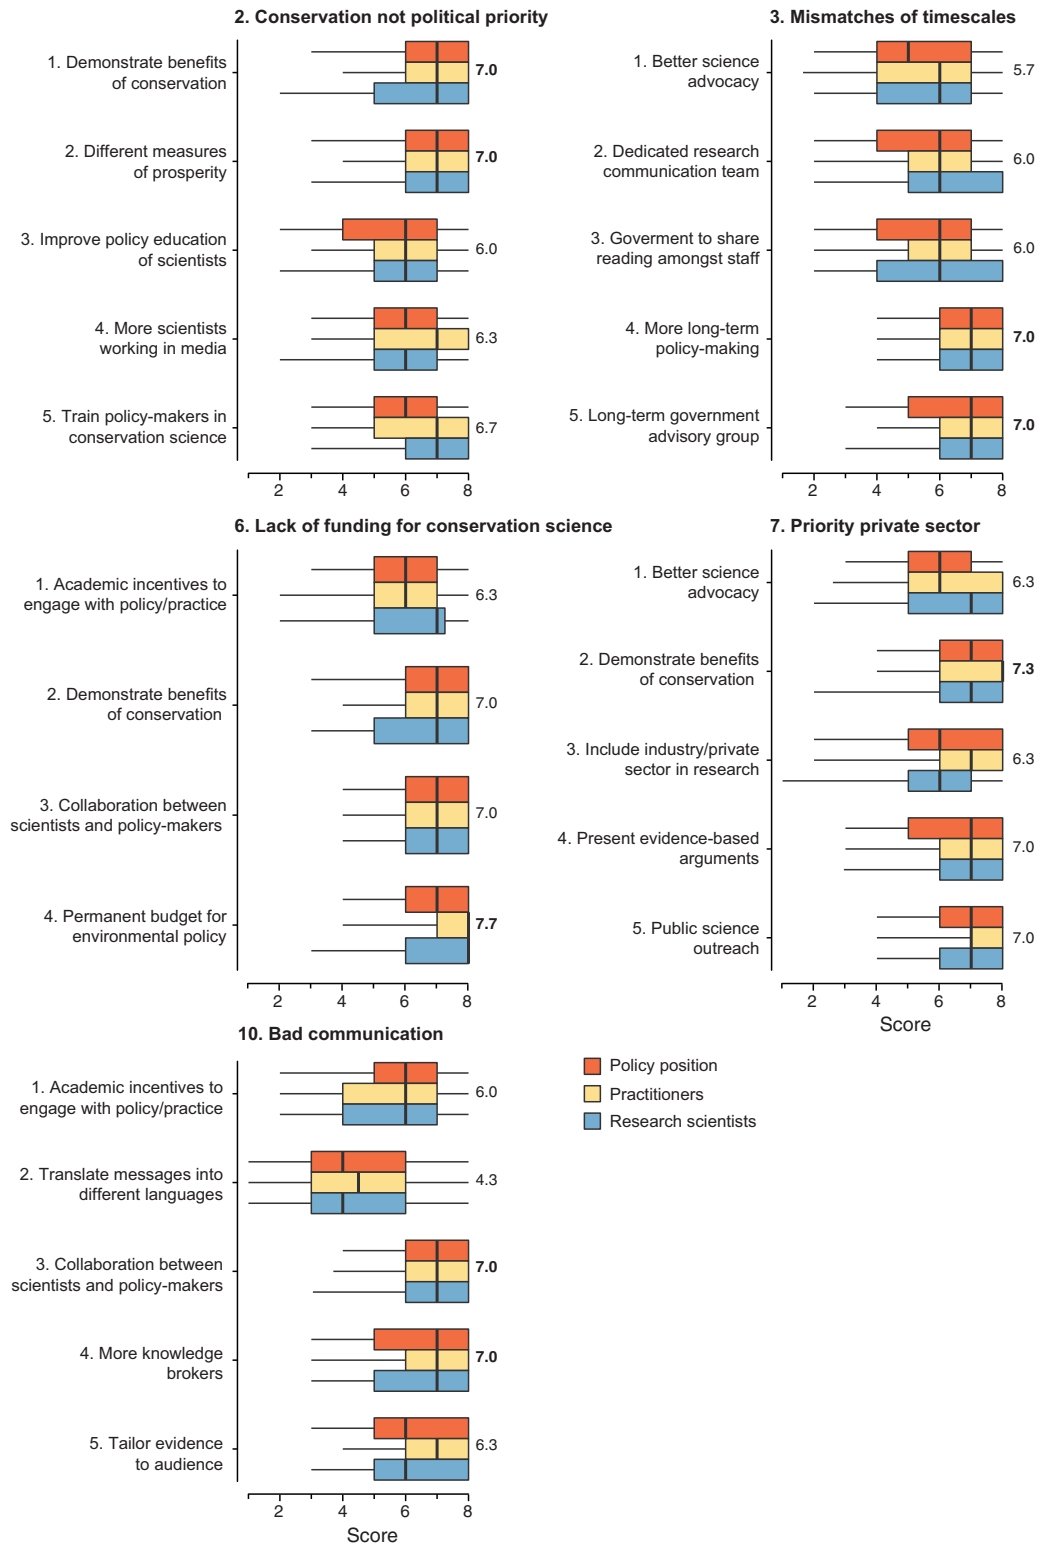 2. Conservation not political priority
1. Demonstrate benefits
of conservation
7.0
2. Different measures
of prosperity
7.0
3. Improve policy education
of scientists
6.0
4. More scientists
working in media
6.3
5. Train policy-makers in
conservation science
6.7
2 4 6 8
3. Mismatches of timescales
1. Better science
advocacy
5.7
2. Dedicated research
communication team
6.0
3. Goverment to share
reading amongst staff
6.0
4. More long-term
policy-making
7.0
5. Long-term government
advisory group
7.0
2 4 6 8
6. Lack of funding for conservation science
1. Academic incentives to
engage with policy/practice
6.3
2. Demonstrate benefits
of conservation
7.0
3. Collaboration between
scientists and policy-makers
7.0
4. Permanent budget for
environmental policy
7.7
2 4 6 8
7. Priority private sector
1. Better science
advocacy
6.3
2. Demonstrate benefits
of conservation
7.3
3. Include industry/private
sector in research
6.3
4. Present evidence-based
arguments
7.0
5. Public science
outreach
7.0
2 4 6 8
Score
10. Bad communication
1. Academic incentives to
engage with policy/practice
6.0
2. Translate messages into
different languages
4.3
3. Collaboration between
scientists and policy-makers
7.0
4. More knowledge
brokers
7.0
5. Tailor evidence
to audience
6.3
2 4 6 8
Score
Policy position
Practitioners
Research scientists